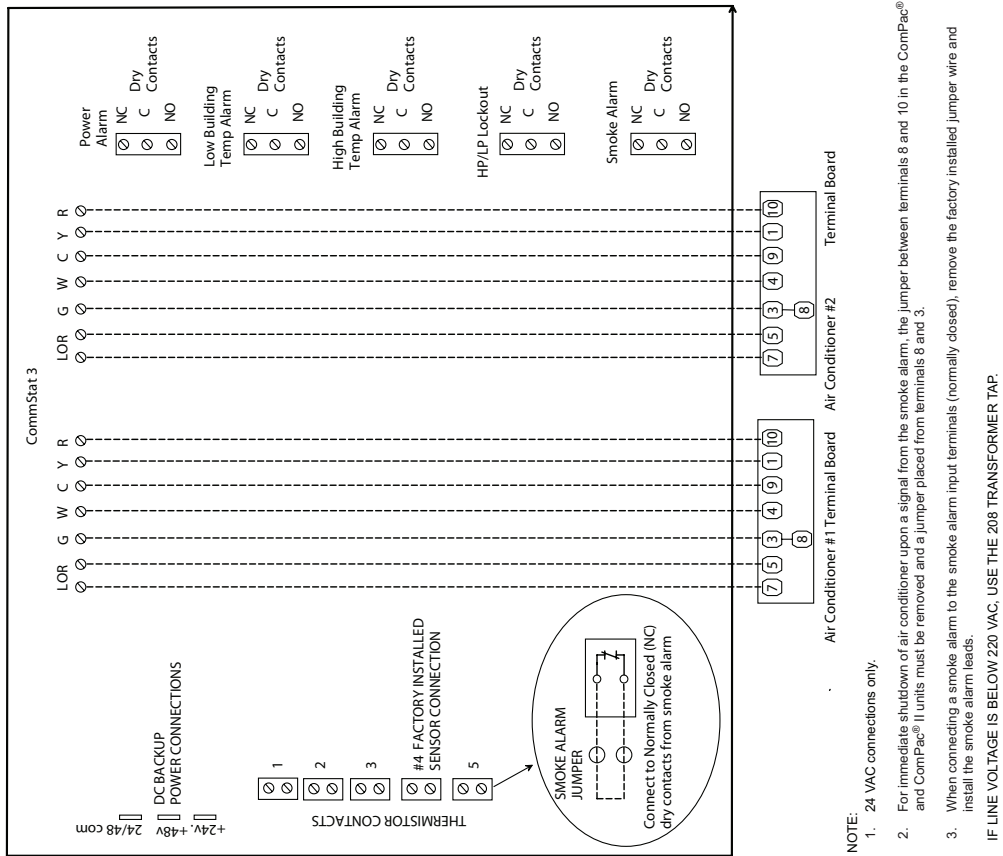 CommStat 3
24/48 com
+48v
+24v.
DC BACKUP
POWER CONNECTIONS
LOR G W C Y R
LOR G W C Y R
Power
Alarm
NC
C
NO
Dry
Contacts
Low Building
Temp Alarm
NC
C
NO
Dry
Contacts
High Building
Temp Alarm
NC
C
NO
Dry
Contacts
HP/LP Lockout
NC
C
NO
Dry
Contacts
Smoke Alarm
NC
C
NO
Dry
Contacts
THERMISTOR CONTACTS
1
2
3
#4 FACTORY INSTALLED
SENSOR CONNECTION
5
SMOKE ALARM
JUMPER
Connect to Normally Closed (NC)
dry contacts from smoke alarm
7 5 3 4 9 1 10
8
Air Conditioner #1 Terminal Board
7 5 3 4 9 1 10
8
Air Conditioner #2 Terminal Board
NOTE:
1. 24 VAC connections only.
2. For immediate shutdown of air conditioner upon a signal from the smoke alarm, the jumper between terminals 8 and 10 in the ComPac®
and ComPac® II units must be removed and a jumper placed from terminals 8 and 3.
3. When connecting a smoke alarm to the smoke alarm input terminals (normally closed), remove the factory installed jumper wire and
install the smoke alarm leads.
IF LINE VOLTAGE IS BELOW 220 VAC, USE THE 208 TRANSFORMER TAP.